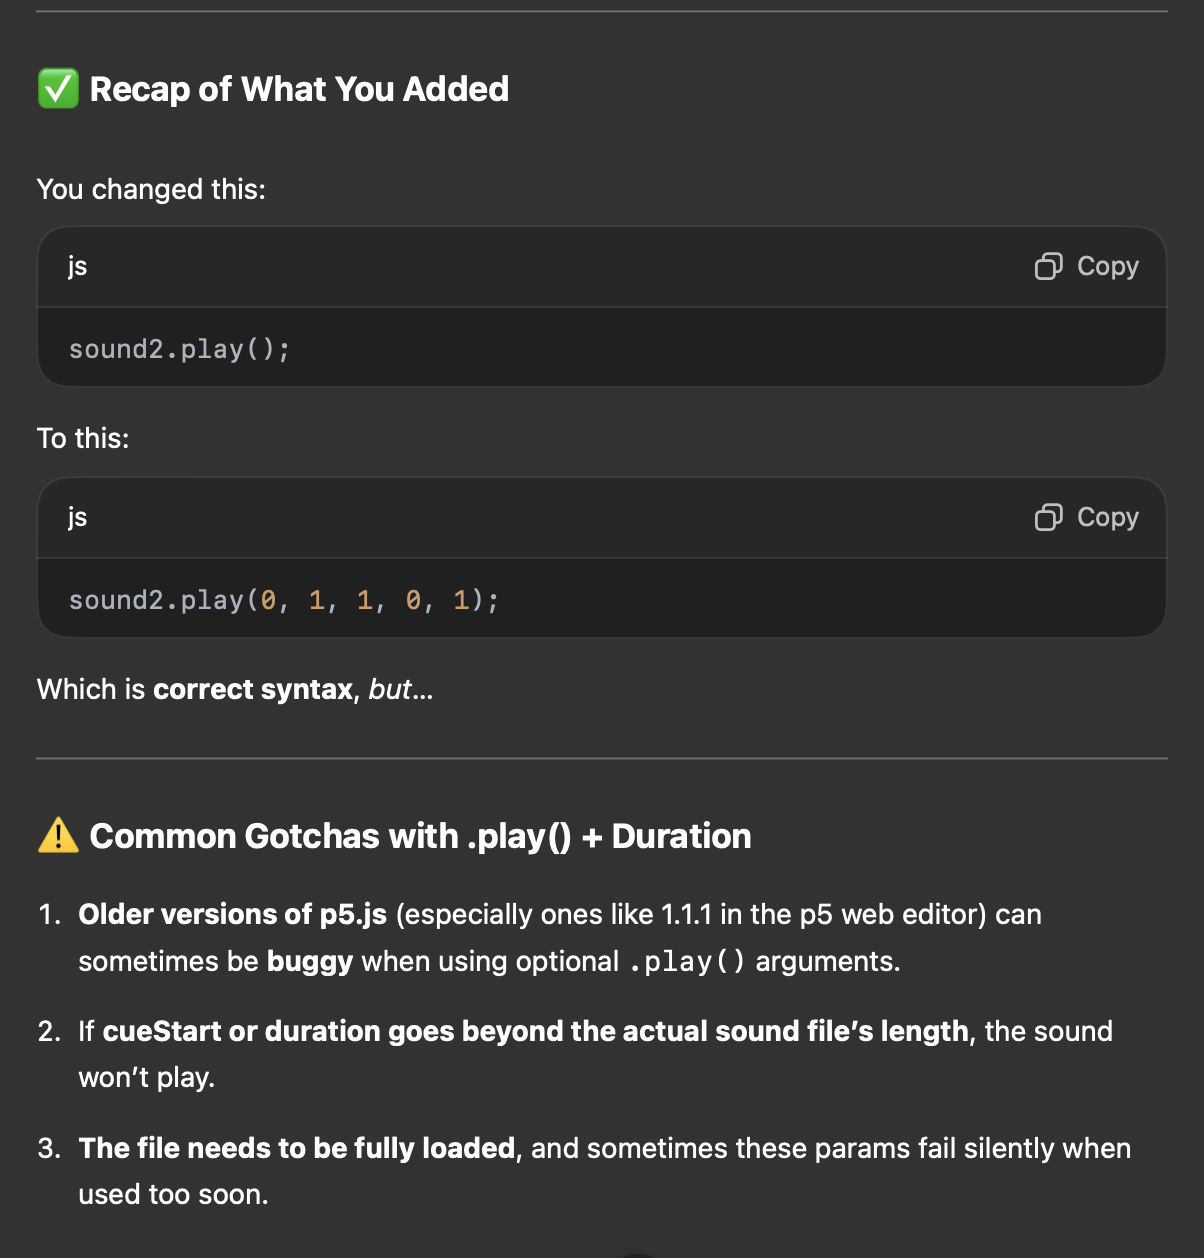 ✅ Recap of What You Added
You changed this:
js Copy
sound2.play();
To this:
js Copy
sound2.play(0, 1, 1, 0, 1);
Which is correct syntax, but...
⚠️ Common Gotchas with .play() + Duration
1. Older versions of p5.js (especially ones like 1.1.1 in the p5 web editor) can
sometimes be buggy when using optional .play() arguments.
2. If cueStart or duration goes beyond the actual sound file’s length, the sound
won’t play.
3. The file needs to be fully loaded, and sometimes these params fail silently when
used too soon.